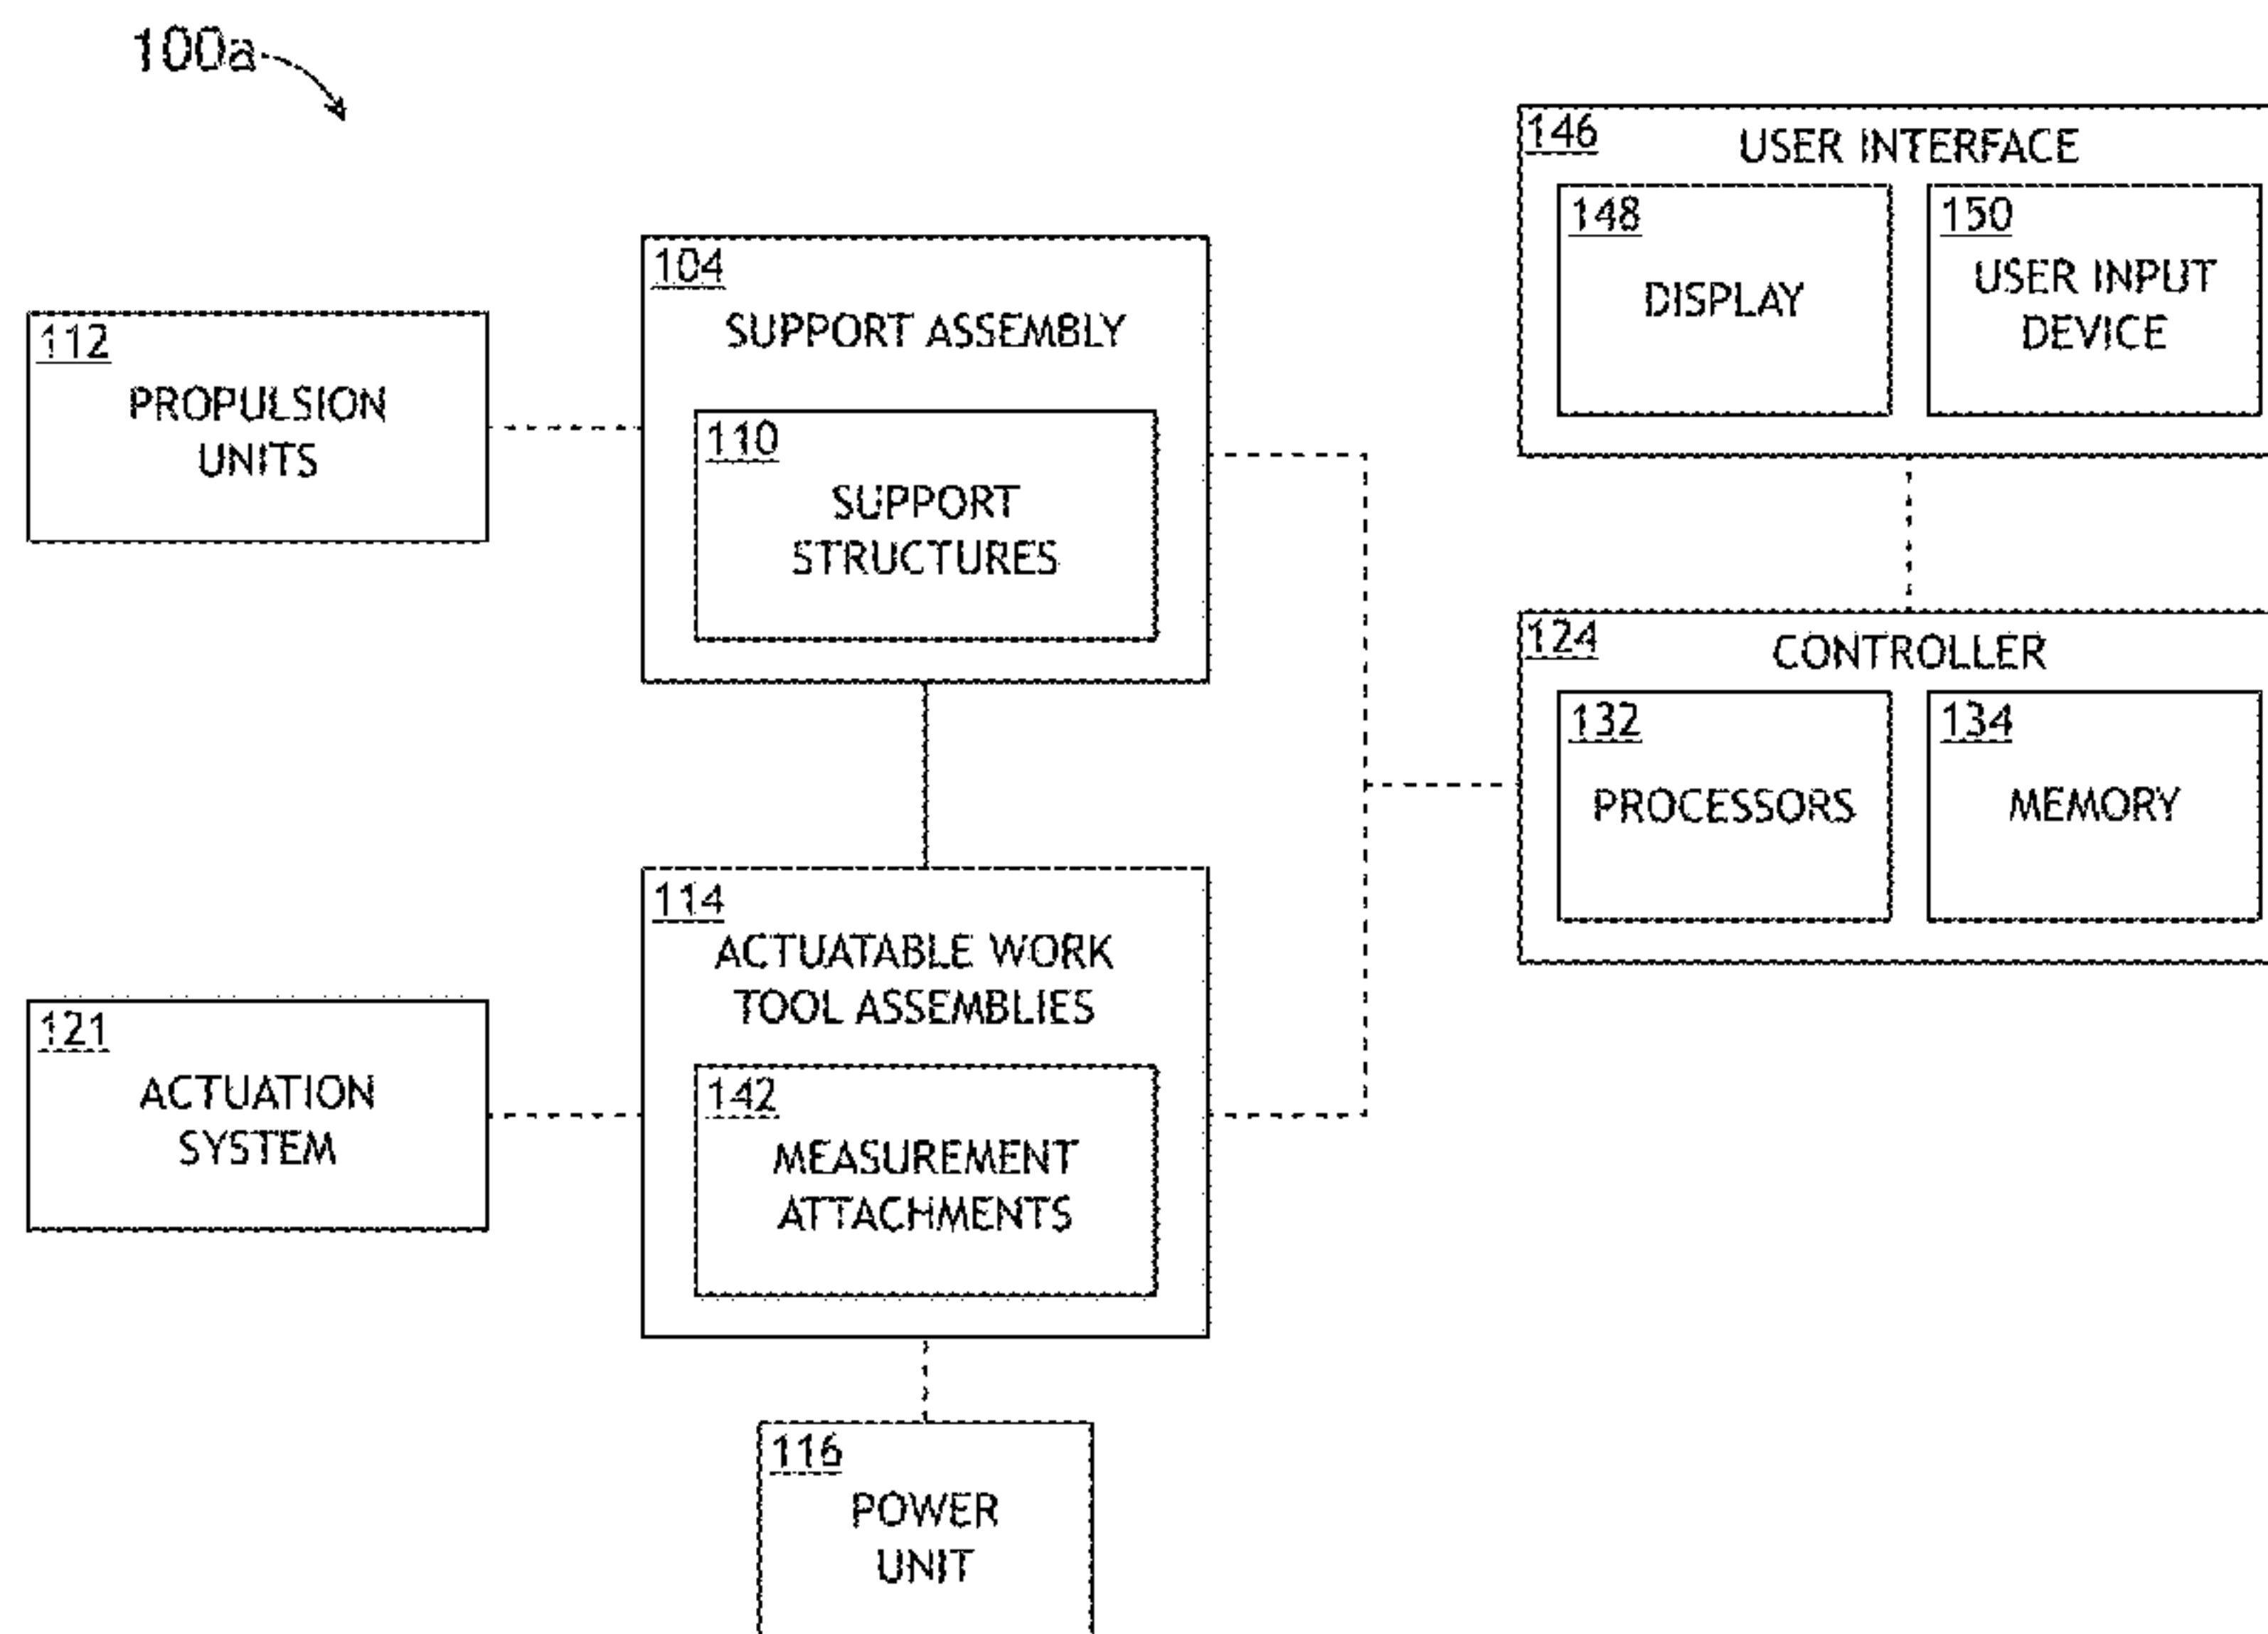 100a
146
USER INTERFACE
148
DISPLAY
150
USER INPUT
DEVICE
104
SUPPORT ASSEMBLY
110
SUPPORT
STRUCTURES
112
PROPULSION
UNITS
124
CONTROLLER
132
PROCESSORS
134
MEMORY
114
ACTUATABLE WORK
TOOL ASSEMBLIES
142
MEASUREMENT
ATTACHMENTS
121
ACTUATION
SYSTEM
116
POWER
UNIT